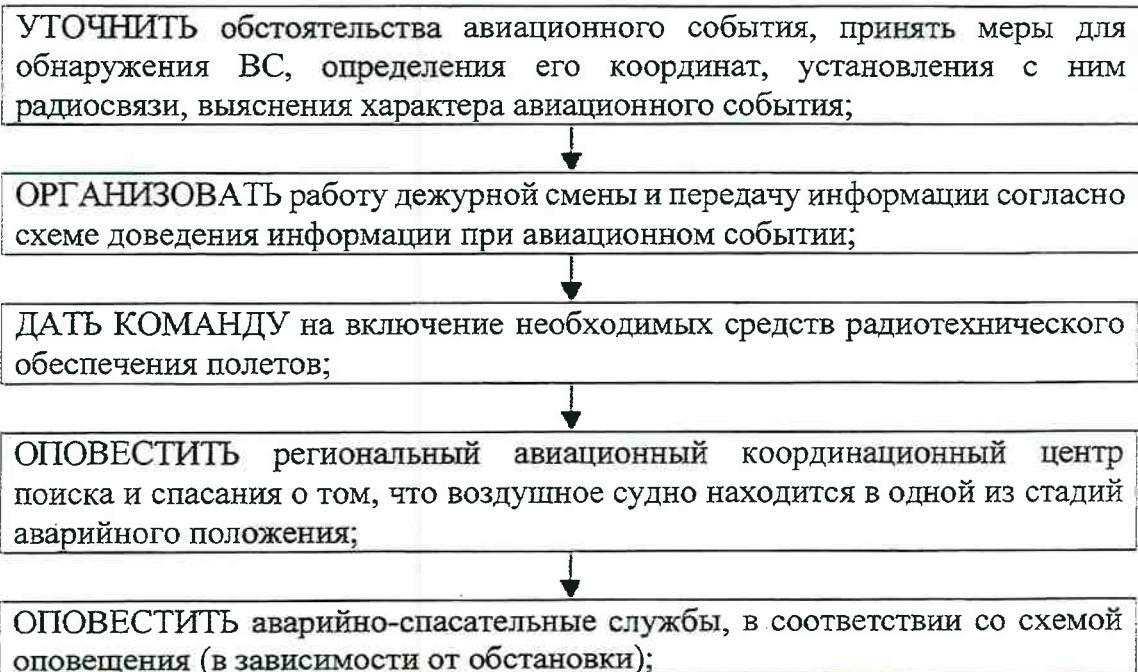 УТОЧНИТЬ обстоятельства авиационного события, принять меры для
обнаружения ВС, определения его координат, установления с ним
радиосвязи, выяснения характера авиационного события;
ОРГАНИЗОВАТЬ работу дежурной смены и передачу информации согласно
схеме доведения информации при авиационном событии;
ДАТЬ КОМАНДУ на включение необходимых средств радиотехнического
обеспечения полетов;
ОПОВЕСТИТЬ региональный авиационный координационный центр
поиска и спасания о том, что воздушное судно находится в одной из стадий
аварийного положения;
ОПОВЕСТИТЬ аварийно-спасательные службы, в соответствии со схемой
оповещения (в зависимости от обстановки);